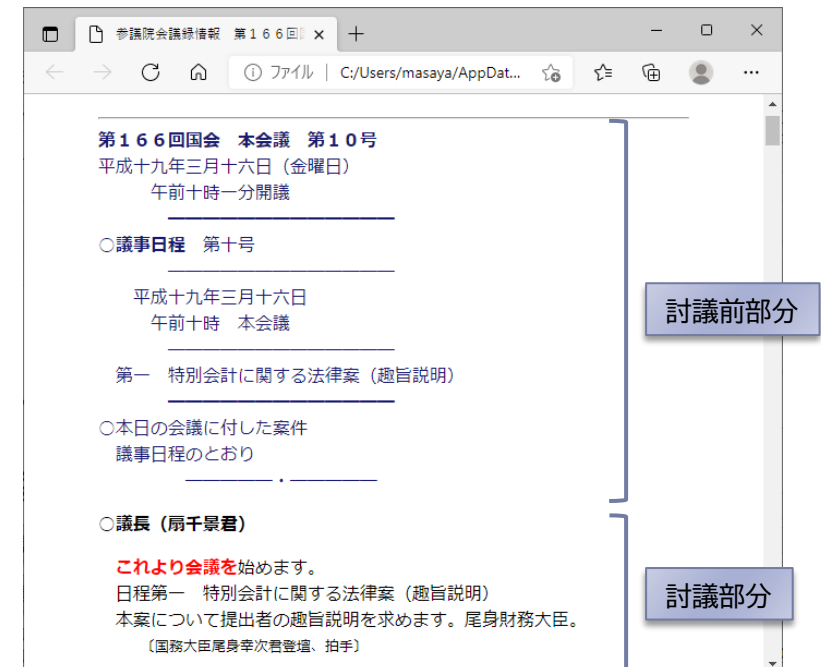 参議院会議録情報 第166回
ファイル | C:/Users/masaya/AppDat...
第166回国会 本会議 第10号
平成十九年三月十六日(金曜日)
午前十時一分開議
─────────────
○議事日程 第十号
─────────────
平成十九年三月十六日
午前十時 本会議
─────────────
第一 特別会計に関する法律案(趣旨説明)
─────────────
○本日の会議に付した案件
議事日程のとおり
─────・─────
討議前部分
○議長(扇千景君)
これより会議を始めます。
日程第一 特別会計に関する法律案(趣旨説明)
本案について提出者の趣旨説明を求めます。尾身財務大臣。
〔国務大臣尾身幸次君登壇、拍手〕
討議部分